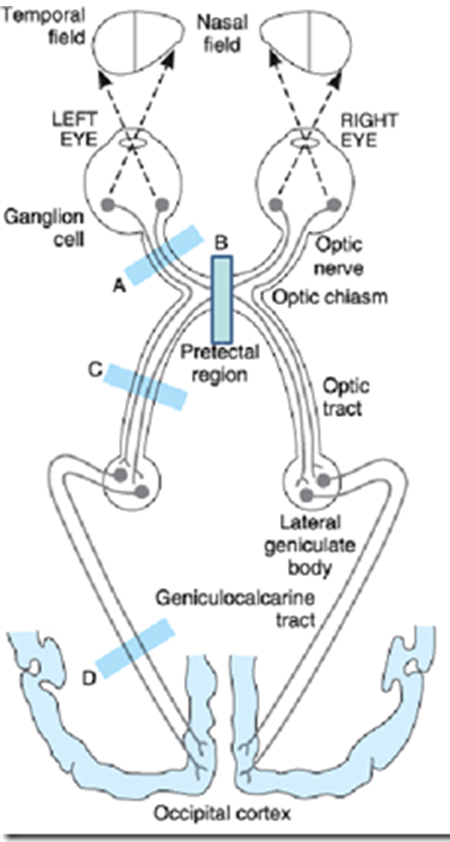 Temporal
field
Nasal
field
LEFT
EYE
RIGHT
EYE
Ganglion
cell
B
Optic
nerve
A
Optic chiasm
Pretectal
region
C
Optic
tract
Lateral
geniculate
body
Geniculocalcarine
tract
D
Occipital cortex